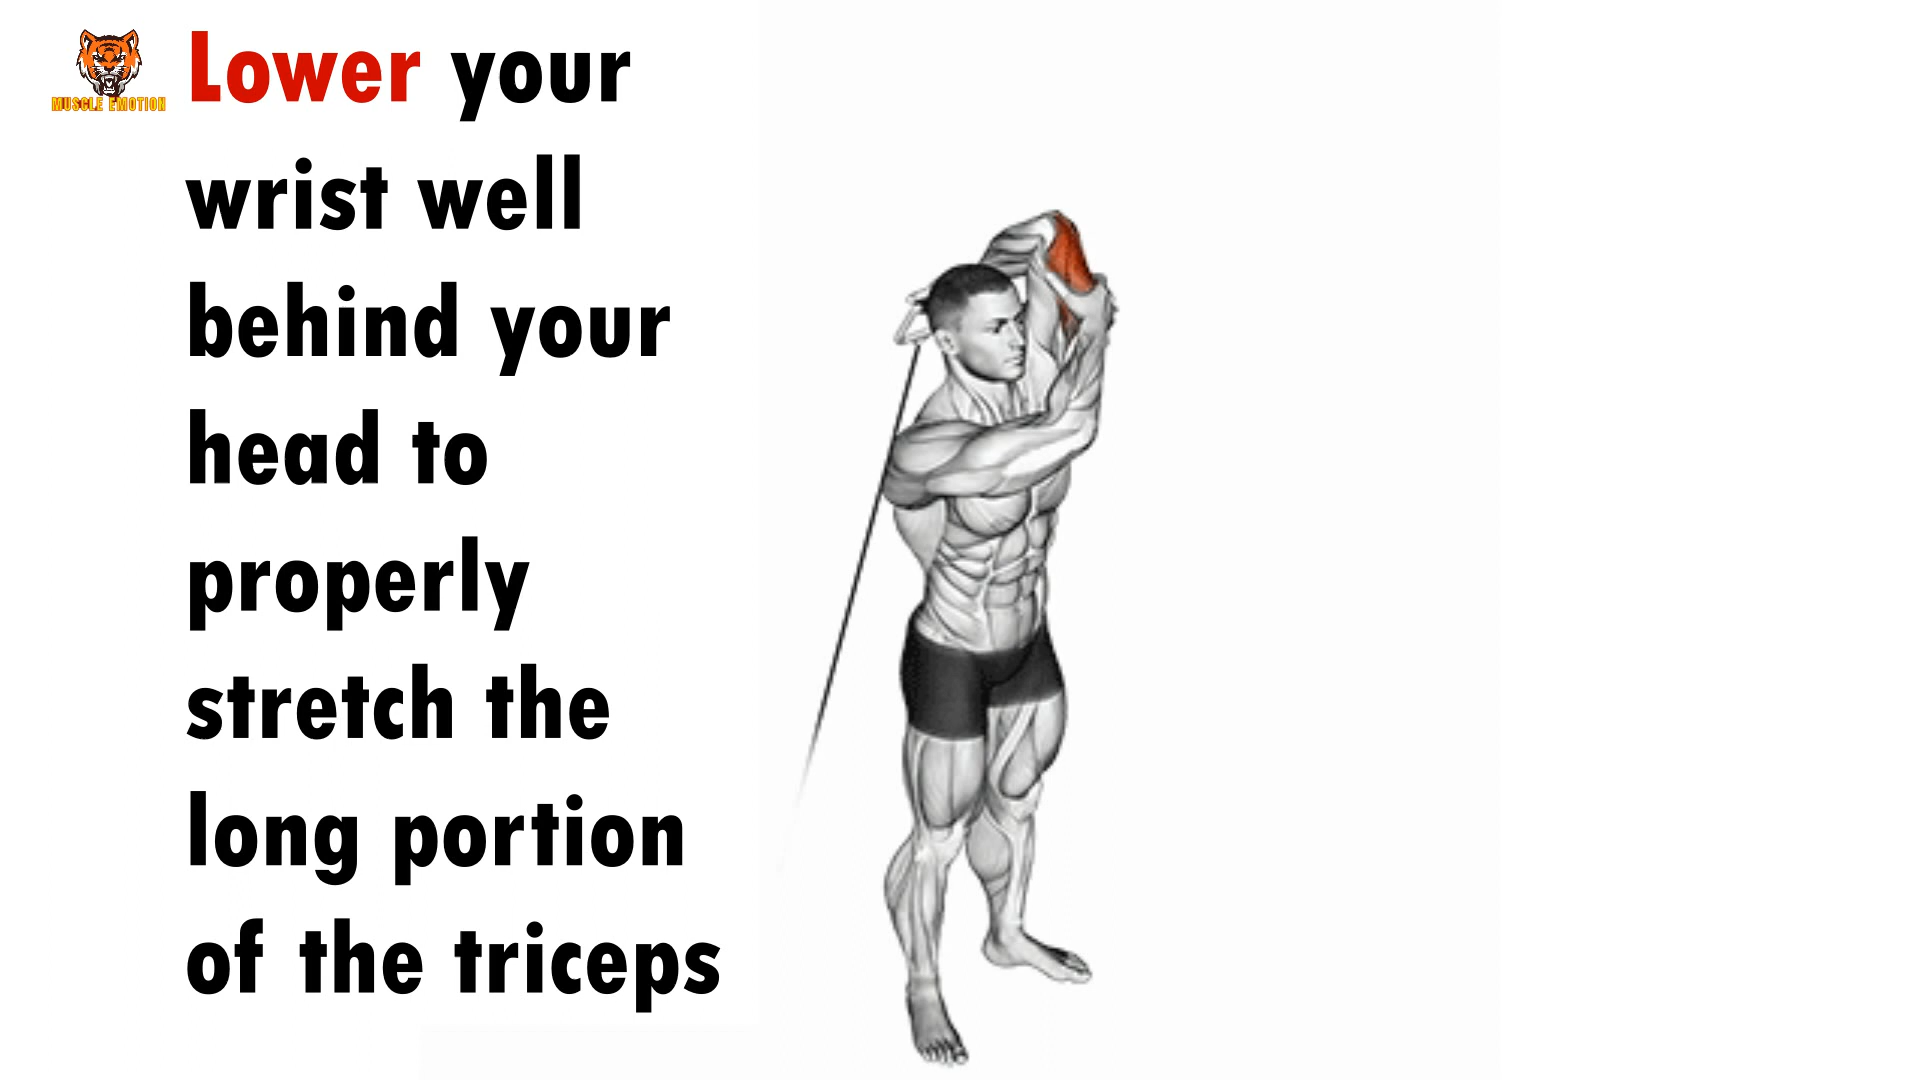 MUSCLE EMOTION
Lower your
wrist well
behind your
head to
properly
stretch the
long portion
of the triceps